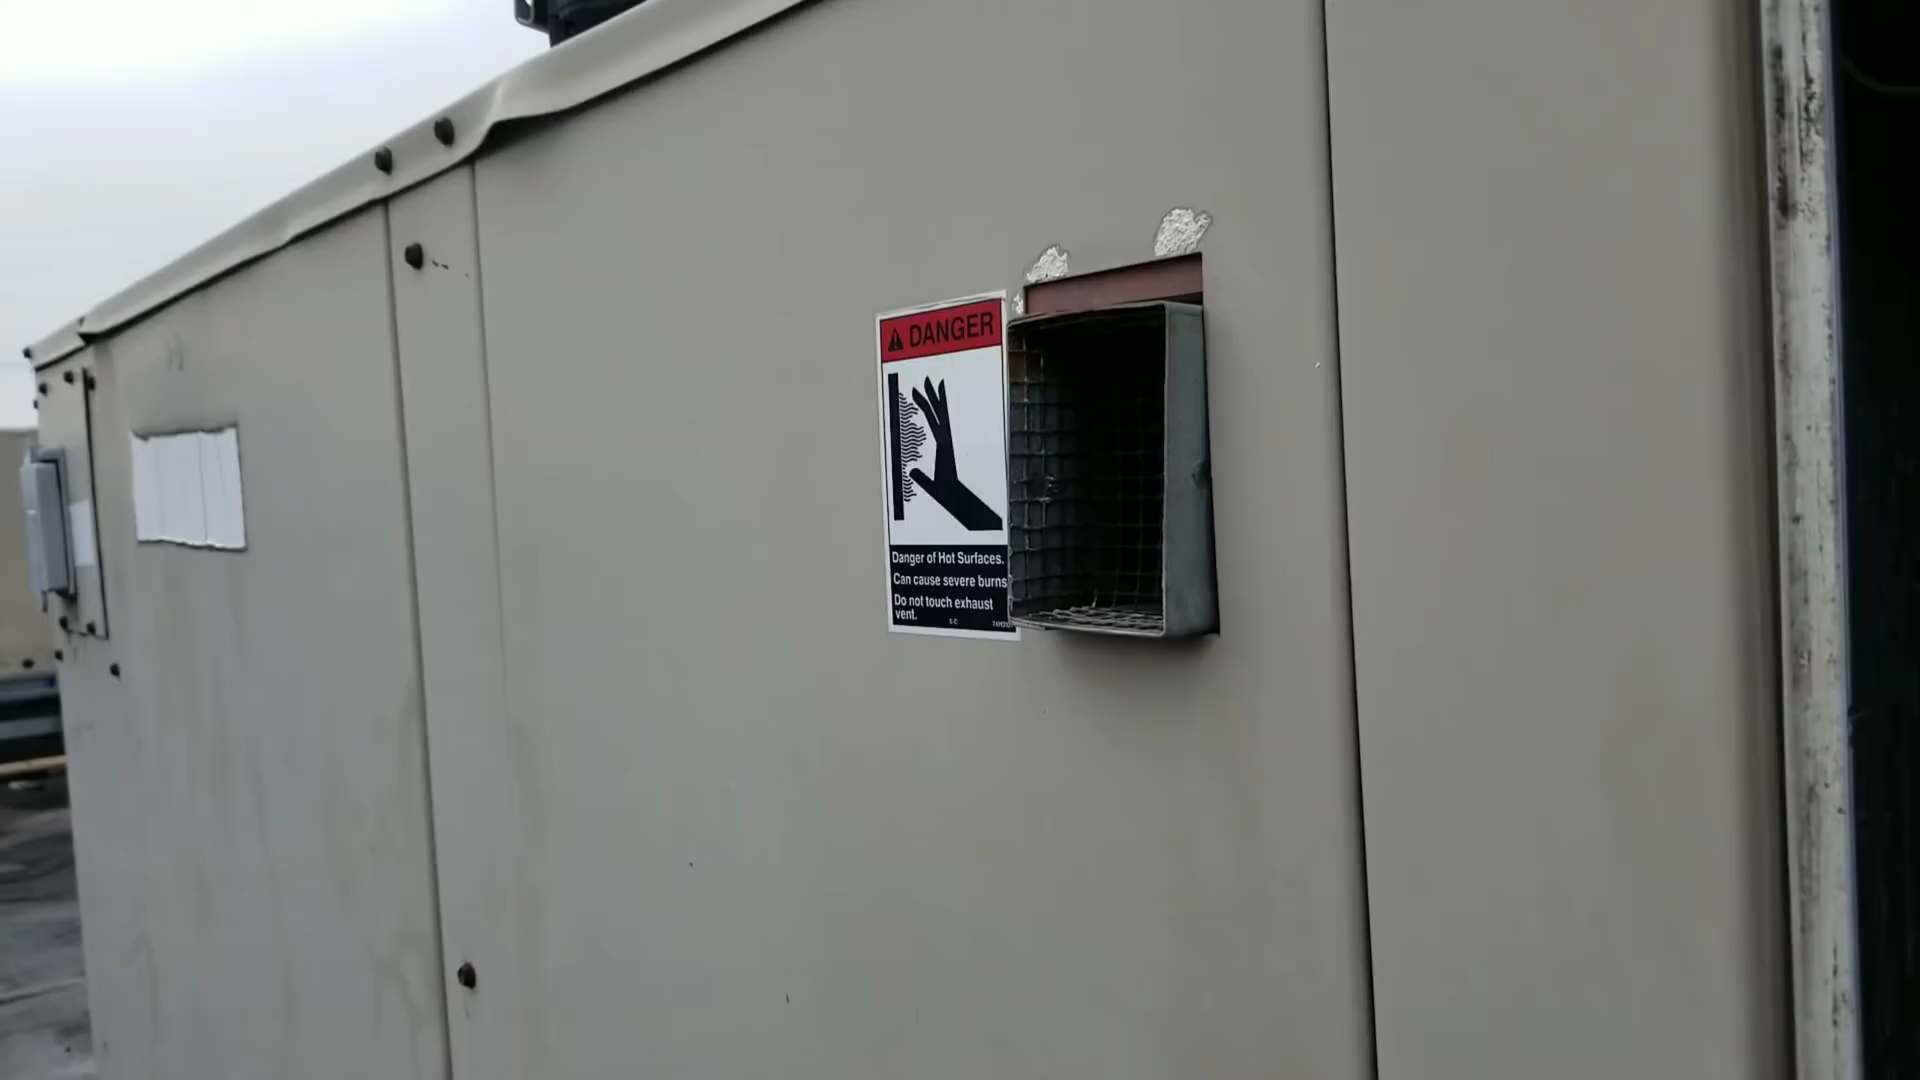 DANGER
Danger of Hot Surfaces.
Can cause severe burns
Do not touch exhaust
vent.